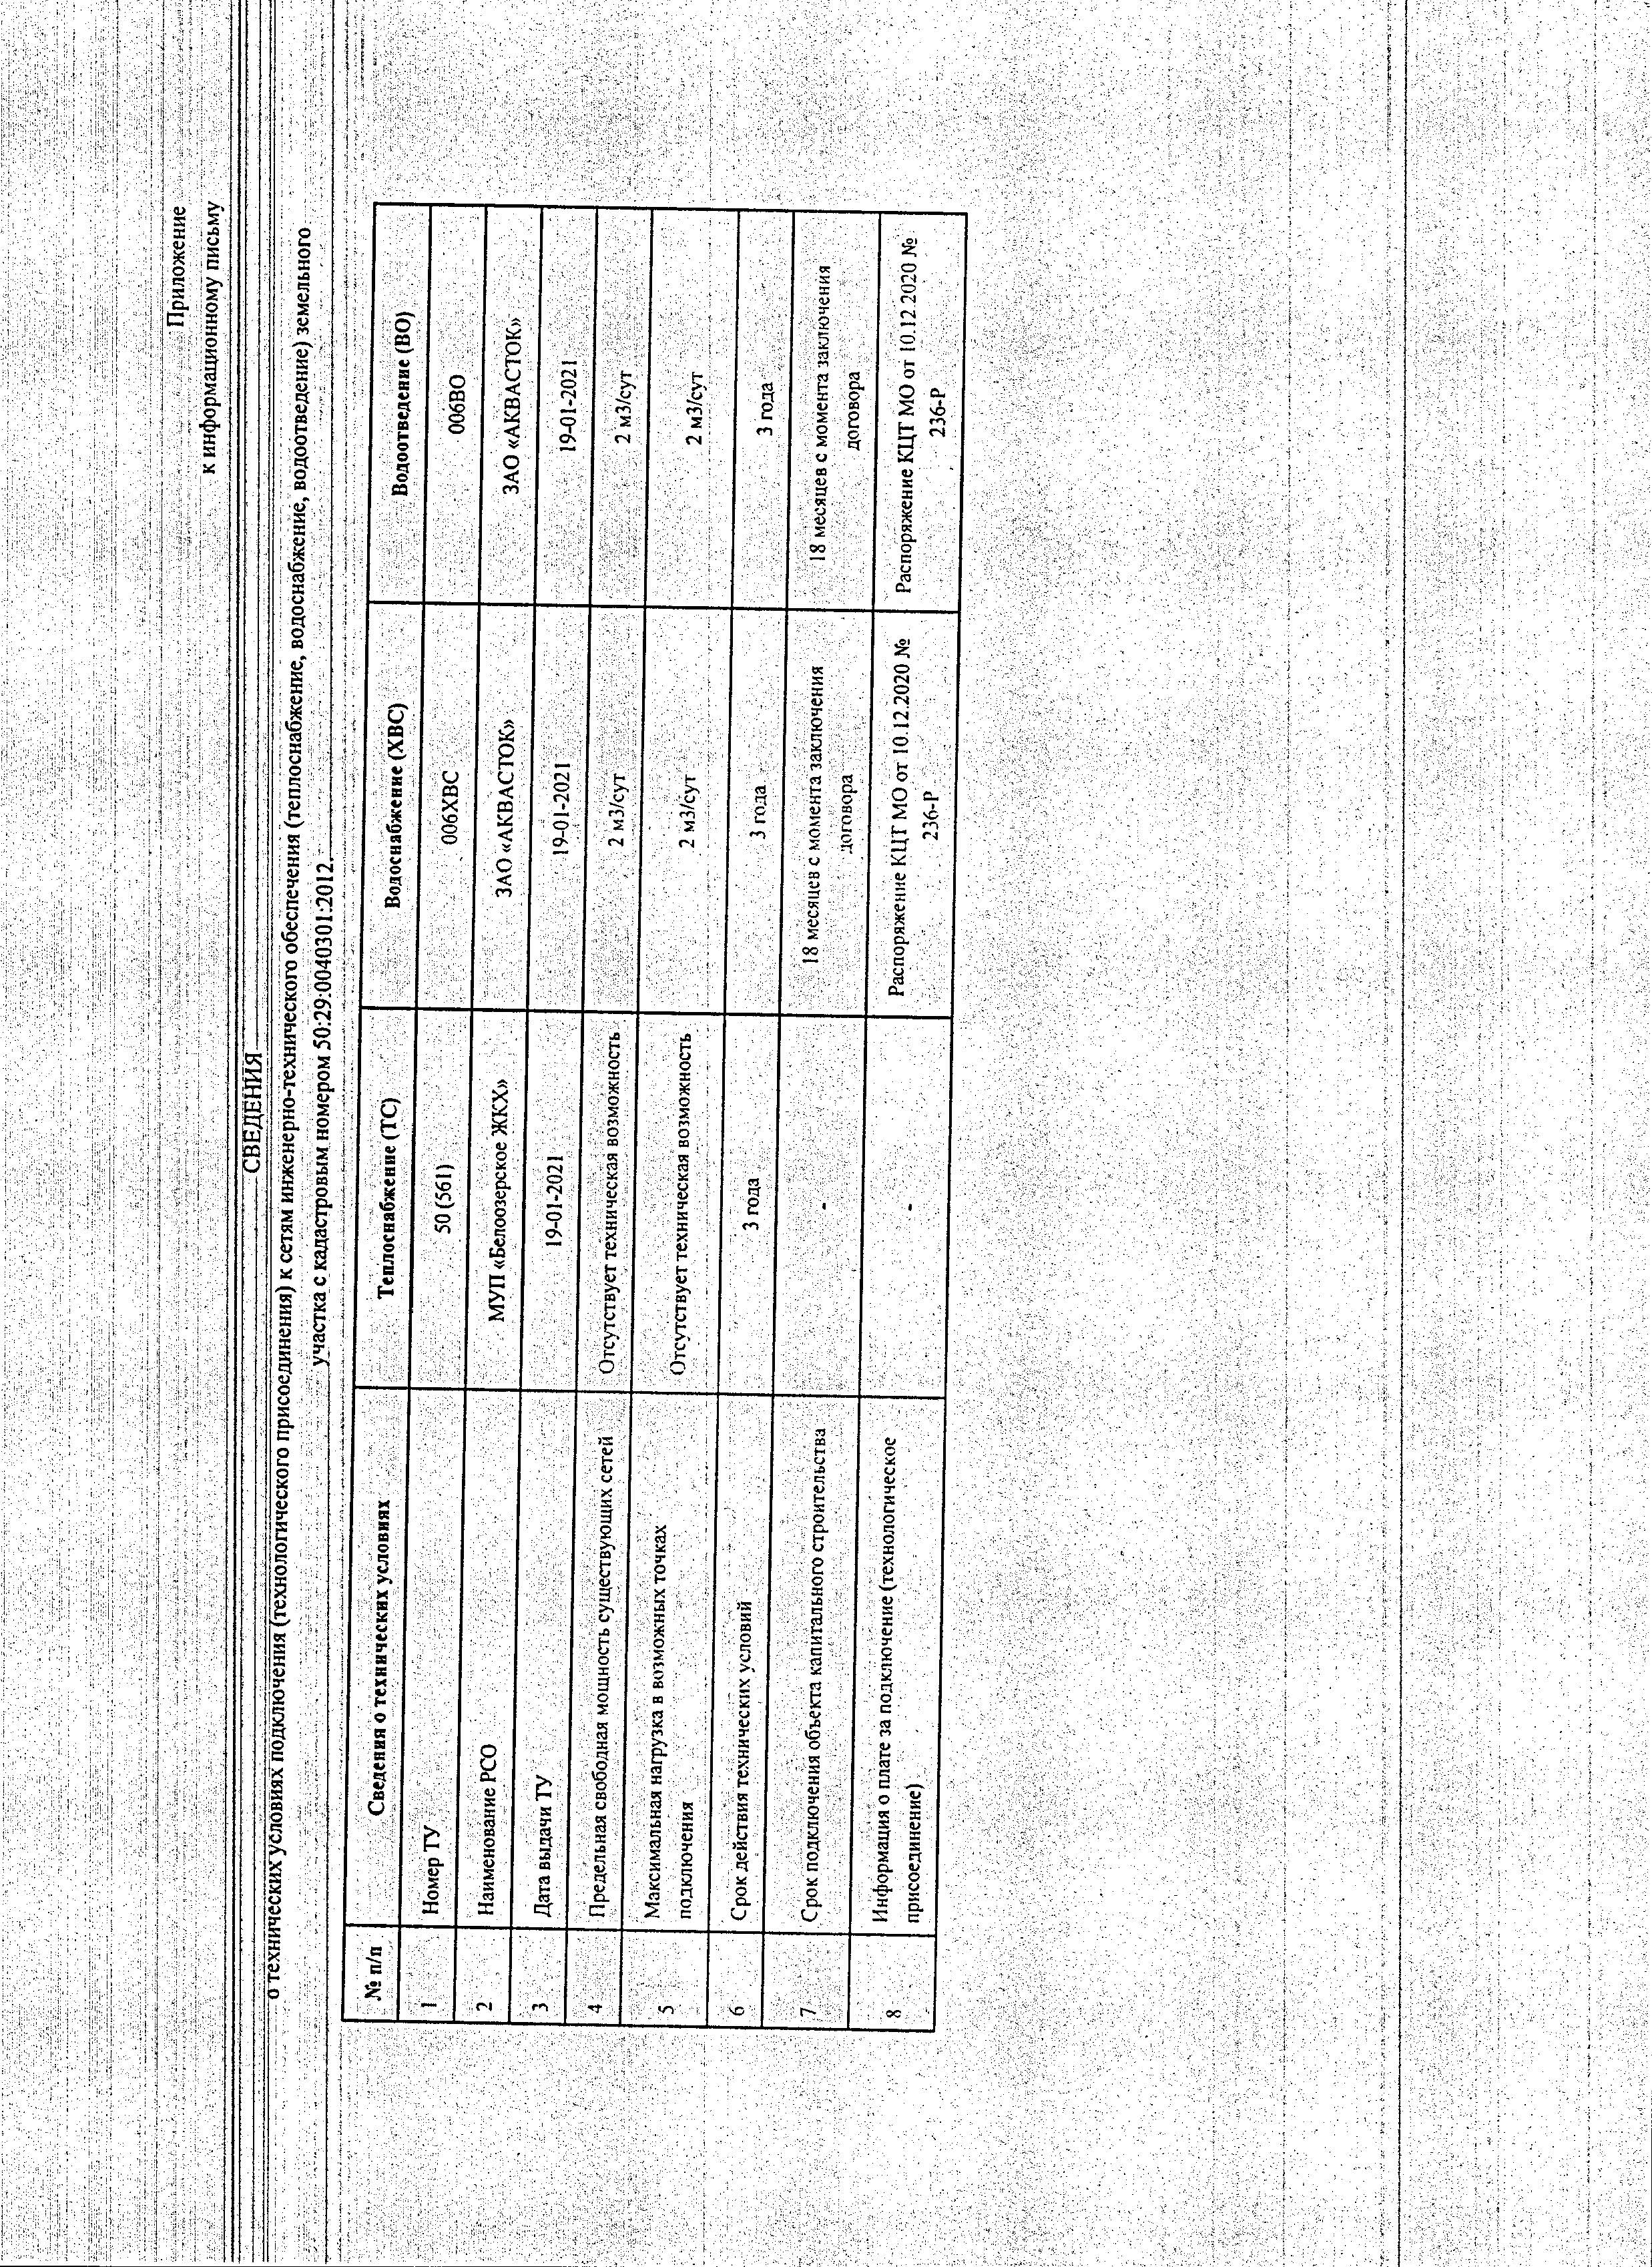 Приложение
к информационному письму
СВЕДЕНИЯ
о технических условиях подключения (технологического присоединения) к сетям инженерно-технического обеспечения (теплоснабжение, водоснабжение, водоотведение) земельного
участка с кадастровым номером 50:29:0040301:2012.
№ п/п Сведения о технических условиях Теплоснабжение (ТС) Водоснабжение (ХВС) Водоотведение (ВО)
1 Номер ТУ 50 (561) 006ХВС 006ВО
2 Наименование РСО МУП «Белоозерское ЖКХ» ЗАО «АКВАСТОК» ЗАО «АКВАСТОК»
3 Дата выдачи ТУ 19-01-2021 19-01-2021 19-01-2021
4 Предельная свободная мощность существующих сетей Отсутствует техническая возможность 2 м3/сут 2 м3/сут
5 Максимальная нагрузка в возможных точках
подключения Отсутствует техническая возможность 2 м3/сут 2 м3/сут
6 Срок действия технических условий 3 года 3 года 3 года
7 Срок подключения объекта капитального строительства - 18 месяцев с момента заключения
договора 18 месяцев с момента заключения
договора
8 Информация о плате за подключение (технологическое
присоединение) - Распоряжение КЦТ МО от 10.12.2020 №
236-Р Распоряжение КЦТ МО от 10.12.2020 №
236-Р